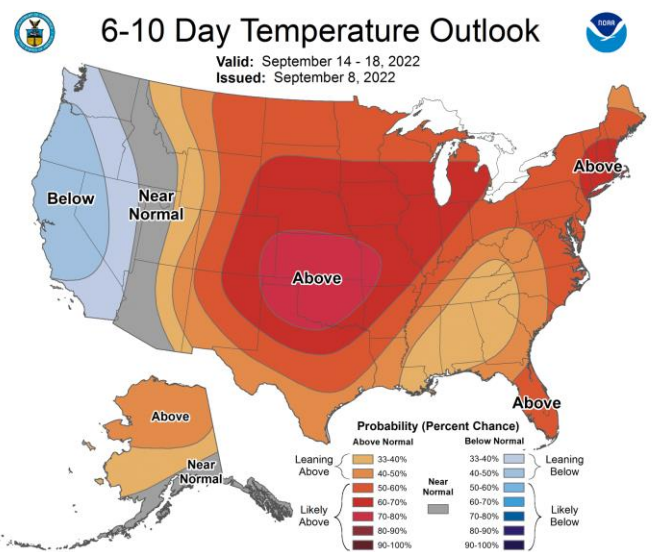 6-10 Day Temperature Outlook
NOAA
Valid: September 14 - 18, 2022
Issued: September 8, 2022
Below
Near
Normal
Above
Above
Above
Above
Near
Normal
Probability (Percent Chance)
Above Normal
Below Normal
Leaning
Above
33-40%
40-50%
Likely
Above
50-60%
60-70%
70-80%
80-90%
90-100%
Near
Normal
33-40%
40-50%
Leaning
Below
50-60%
60-70%
70-80%
80-90%
90-100%
Likely
Below